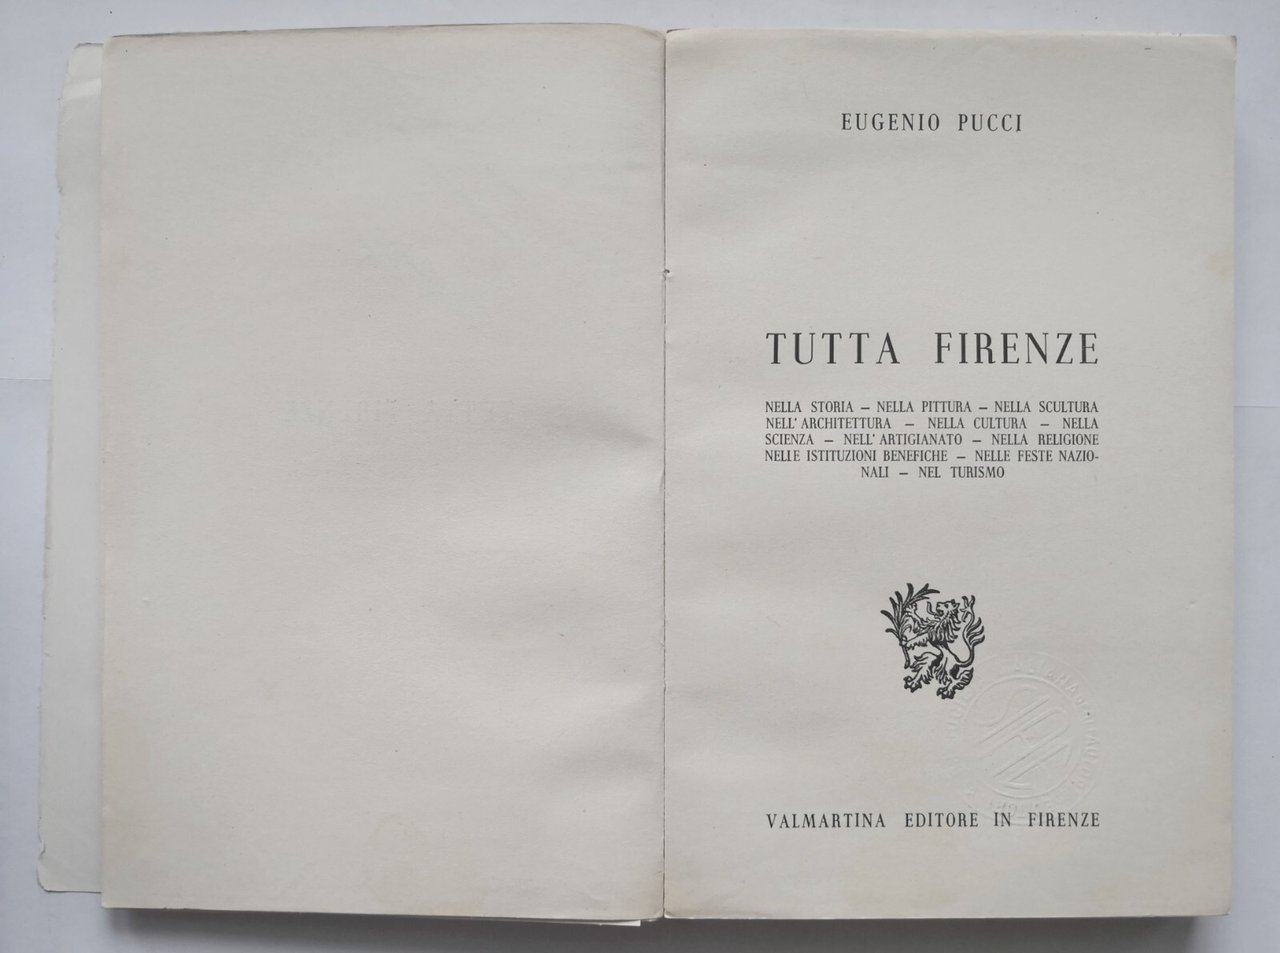 EUGENIO PUCCI
TUTTA FIRENZE
NELLA STORIA — NELLA PITTURA — NELLA SCULTURA
NELL' ARCHITETTURA — NELLA CULTURA — NELLA
SCIENZA — NELL' ARTIGIANATO — NELLA RELIGIONE
NELLE ISTITUZIONI BENEFICHE — NELLE FESTE NAZIO-
NALI — NEL TURISMO
VALMARTINA EDITORE IN FIRENZE